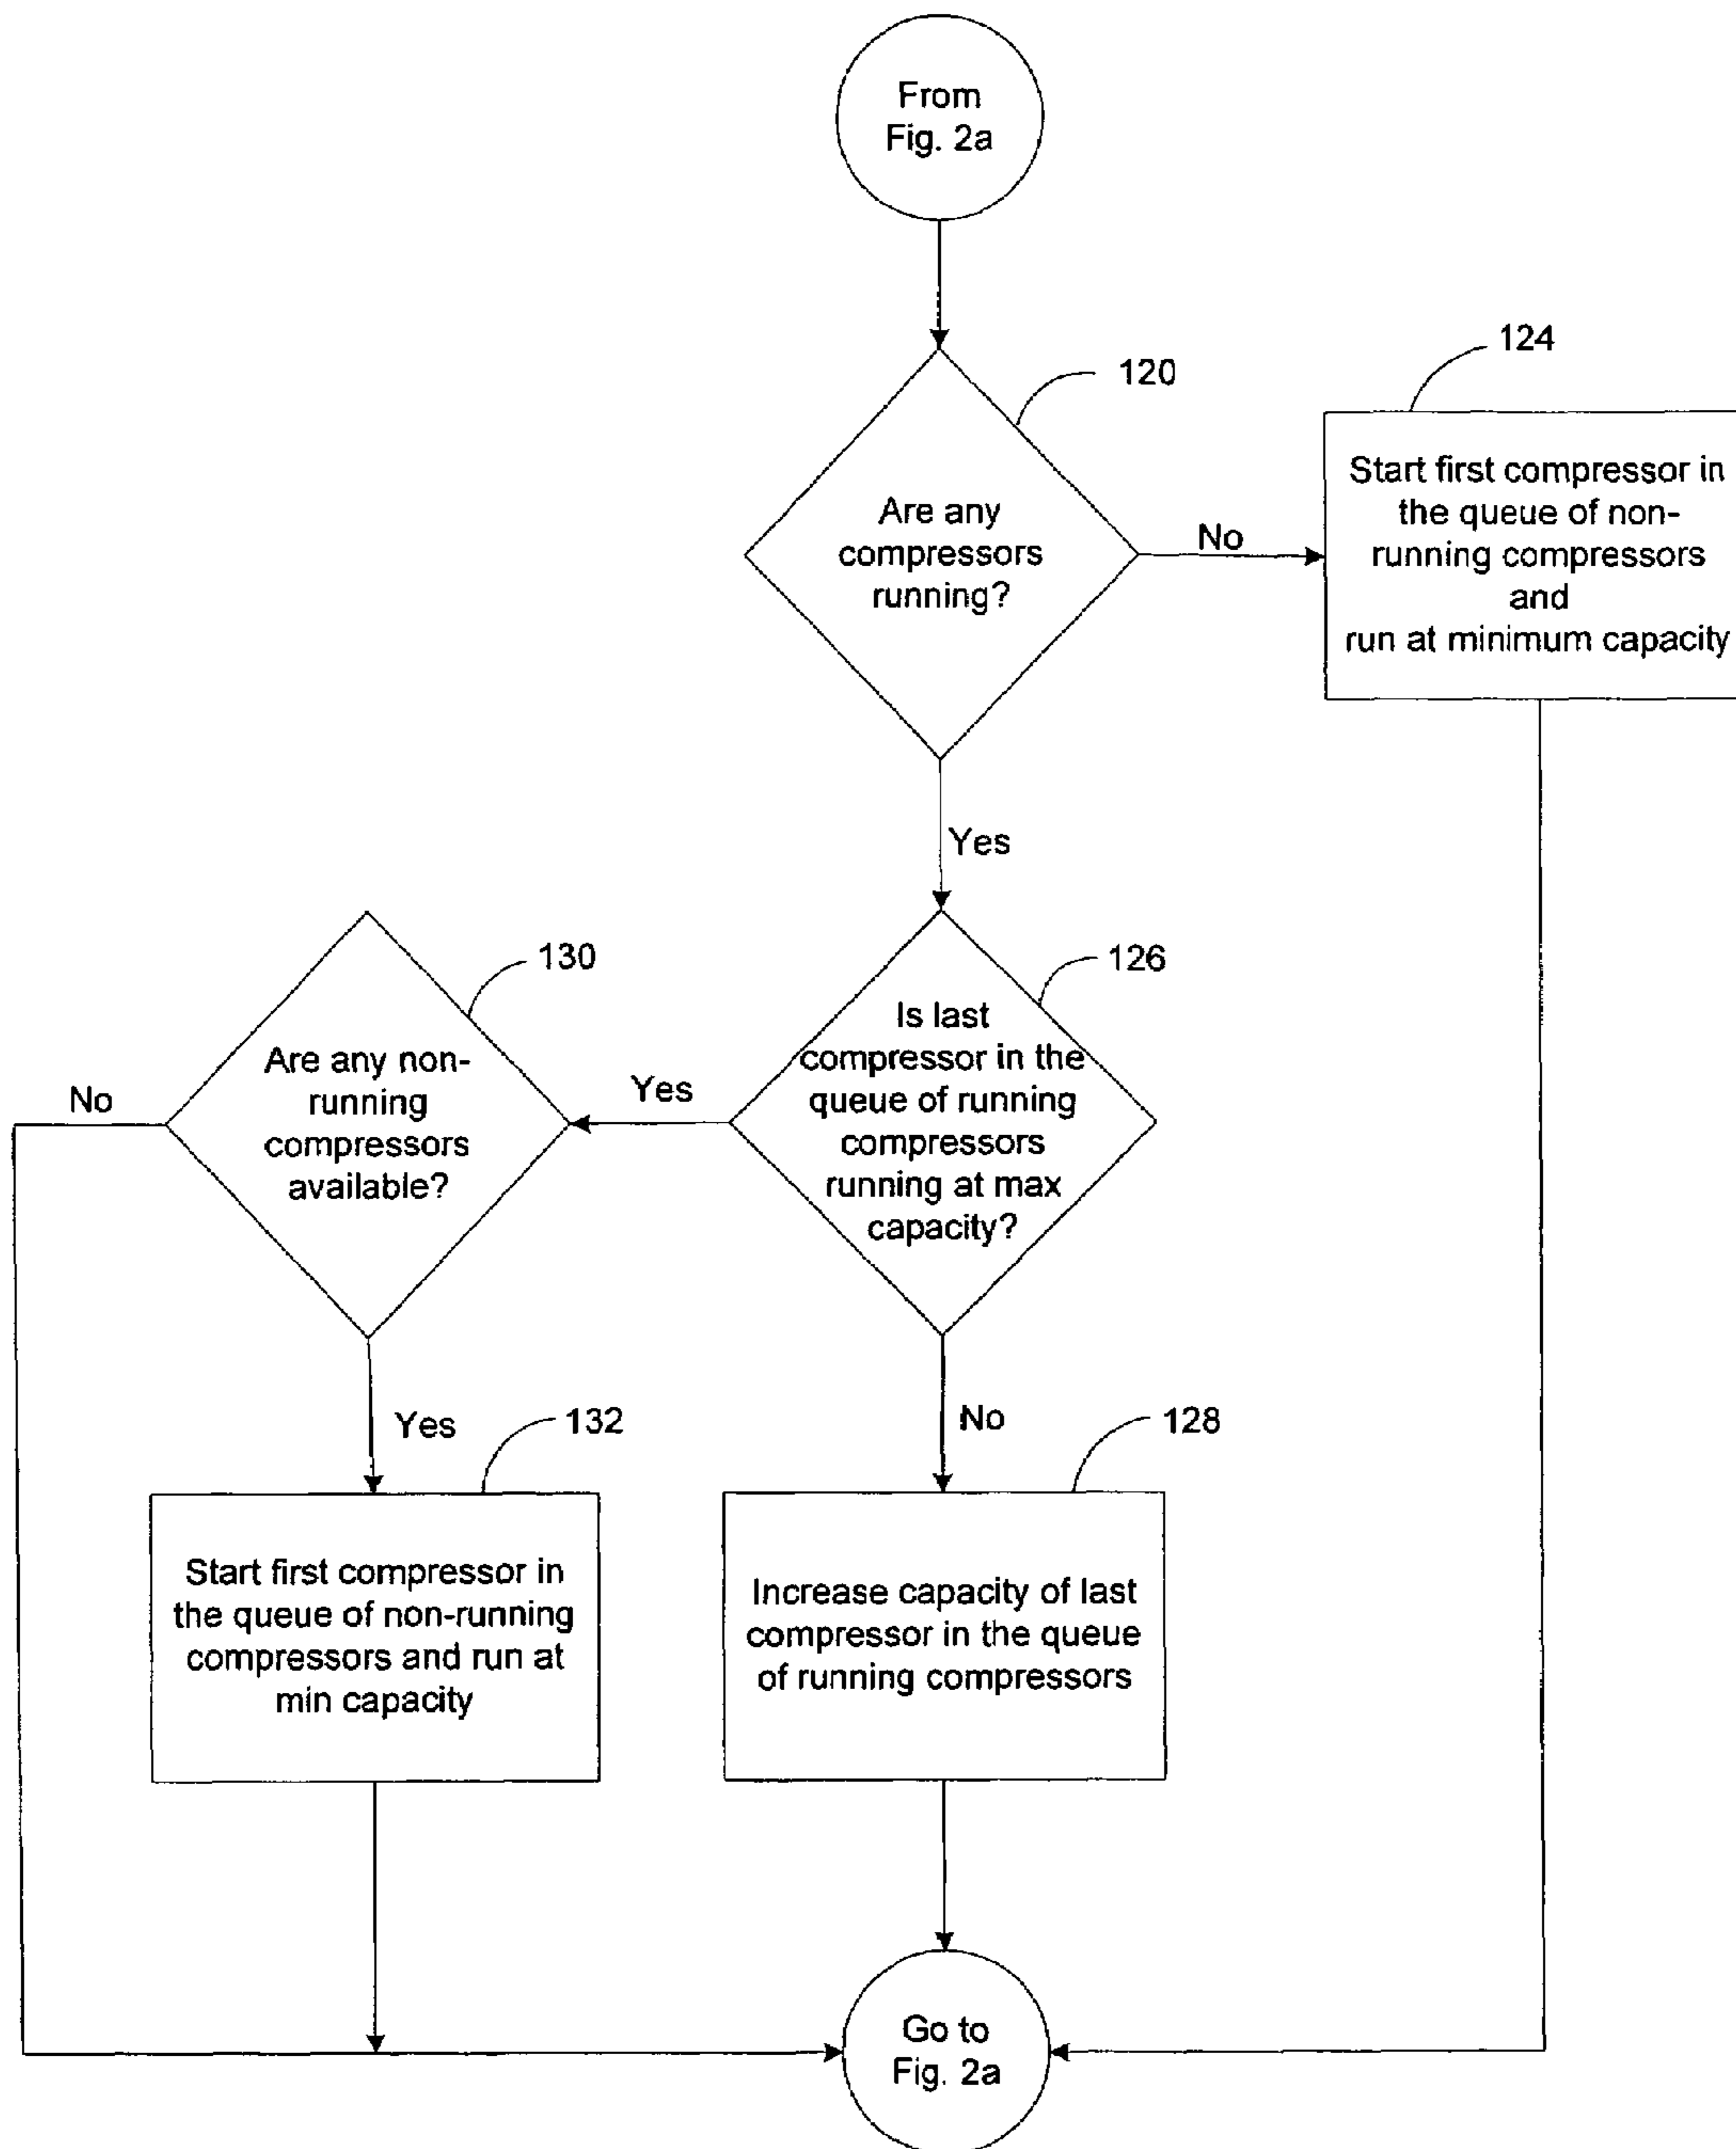 From
Fig. 2a
120
124
Are any
compressors
running?
No
Start first compressor in
the queue of non-
running compressors
and
run at minimum capacity
Yes
130
126
Are any non-
running
compressors
available?
No
Yes
Is last
compressor in the
queue of running
compressors
running at max
capacity?
Yes
132
No
128
Start first compressor in
the queue of non-running
compressors and run at
min capacity
Increase capacity of last
compressor in the queue
of running compressors
Go to
Fig. 2a